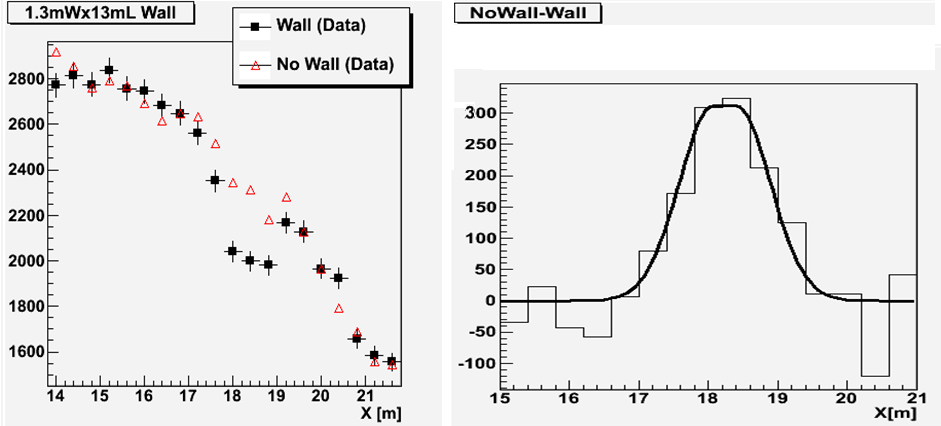 1.3mWx13mL Wall
Wall (Data)
No Wall (Data)
2800
2600
2400
2200
2000
1800
1600
14 15 16 17 18 19 20 21
X [m]
NoWall-Wall
300
250
200
150
100
50
0
-50
-100
15 16 17 18 19 20 21
X[m]